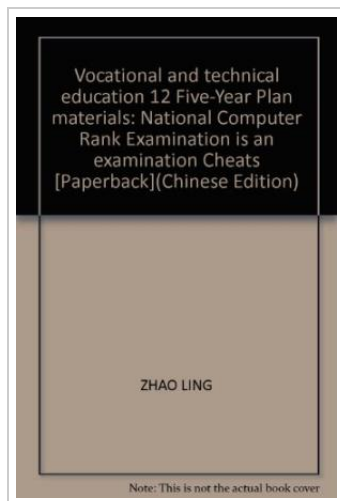 Vocational and technical
education 12 Five-Year Plan
materials: National Computer
Rank Examination is an
examination Cheats
[Paperback](Chinese Edition)
ZHAO LING
Note: This is not the actual book cover